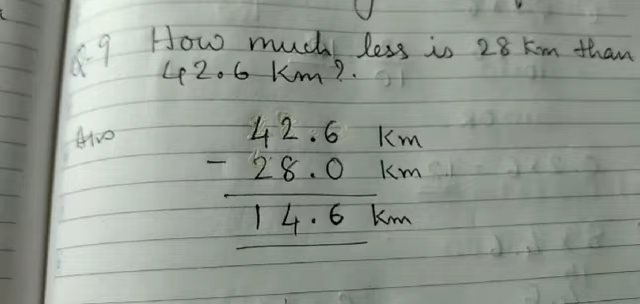 Q-9 How much less is 28 Km than
42.6 Km?.
Ans
42.6 Km
- 28.0 Km
14.6 Km